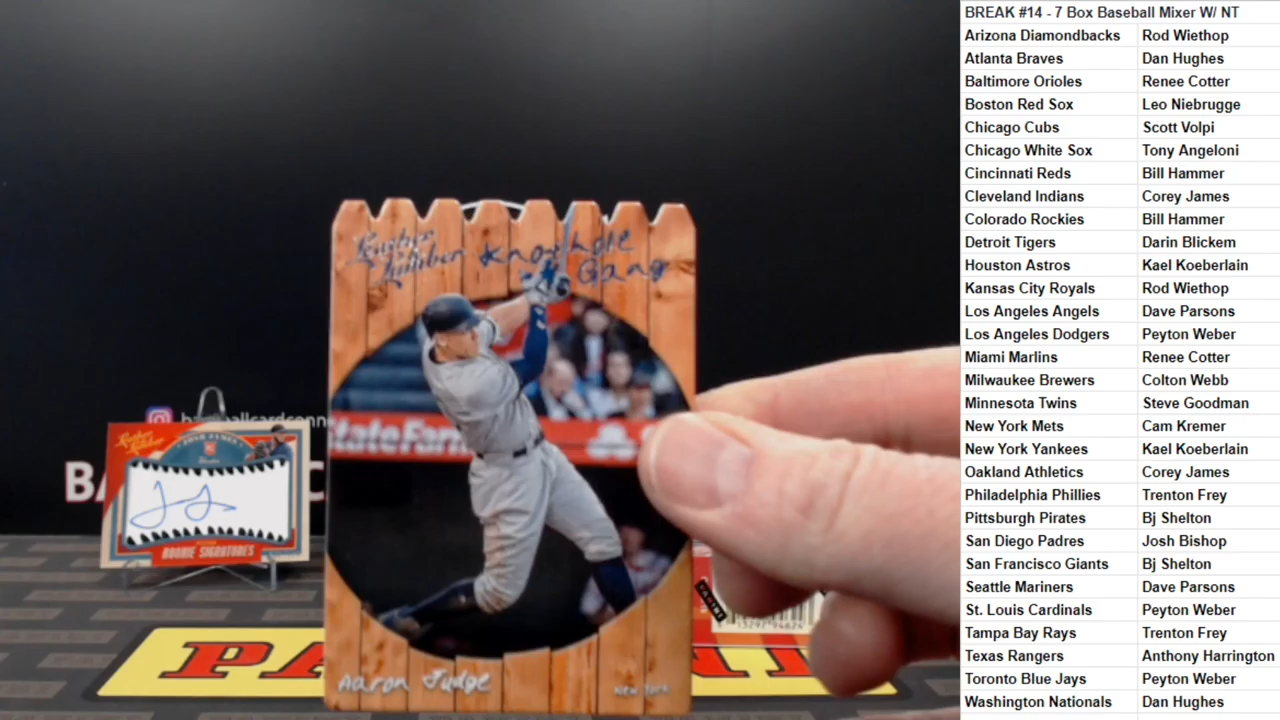 BREAK #14 - 7 Box Baseball Mixer W/ NT
Arizona Diamondbacks Rod Wiethop
Atlanta Braves Dan Hughes
Baltimore Orioles Renee Cotter
Boston Red Sox Leo Niebrugge
Chicago Cubs Scott Volpi
Chicago White Sox Tony Angeloni
Cincinnati Reds Bill Hammer
Cleveland Indians Corey James
Colorado Rockies Bill Hammer
Detroit Tigers Darin Blickem
Houston Astros Kael Koeberlain
Kansas City Royals Rod Wiethop
Los Angeles Angels Dave Parsons
Los Angeles Dodgers Peyton Weber
Miami Marlins Renee Cotter
Milwaukee Brewers Colton Webb
Minnesota Twins Steve Goodman
New York Mets Cam Kremer
New York Yankees Kael Koeberlain
Oakland Athletics Corey James
Philadelphia Phillies Trenton Frey
Pittsburgh Pirates Bj Shelton
San Diego Padres Josh Bishop
San Francisco Giants Bj Shelton
Seattle Mariners Dave Parsons
St. Louis Cardinals Peyton Weber
Tampa Bay Rays Trenton Frey
Texas Rangers Anthony Harrington
Toronto Blue Jays Peyton Weber
Washington Nationals Dan Hughes
Leather Lumber
Knothole Gang
StateFarm
Aaron Judge
New York
Leather Lumber
JOSH JAMES
ROOKIE SIGNATURES
PANINI